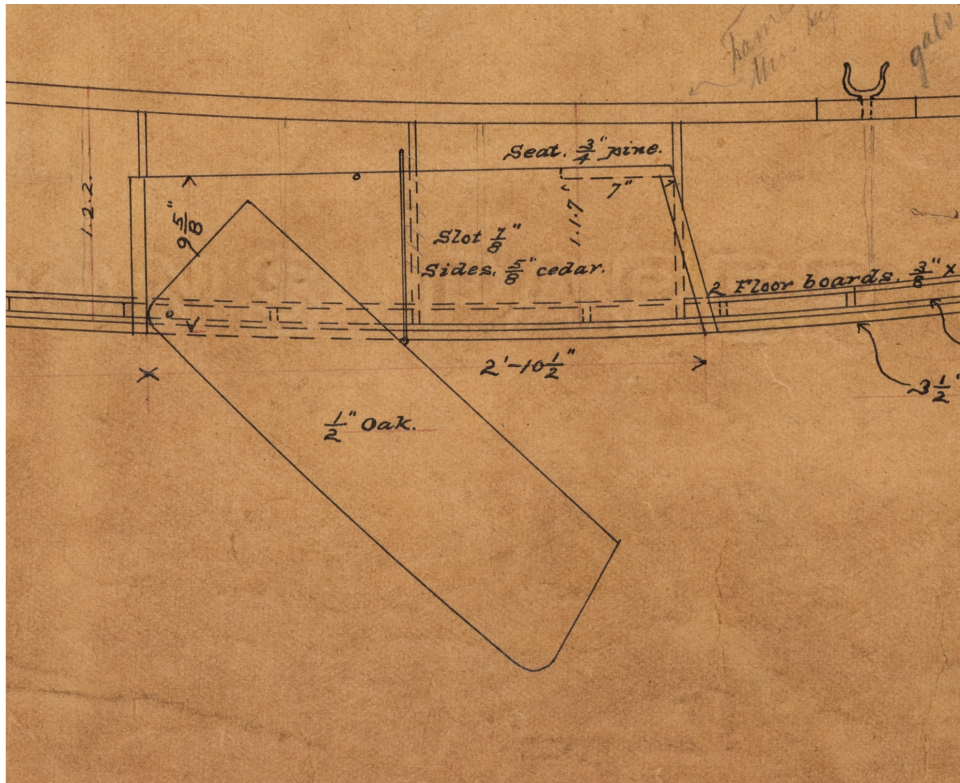 galv
Seat. 3/4" pine.
7"
1.2.2.
9 5/8"
1.1.7
Slot 7/8"
Sides. 5/8" cedar.
2 Floor boards. 3/8" x
2'-10 1/2"
3 1/2"
1/2" Oak.